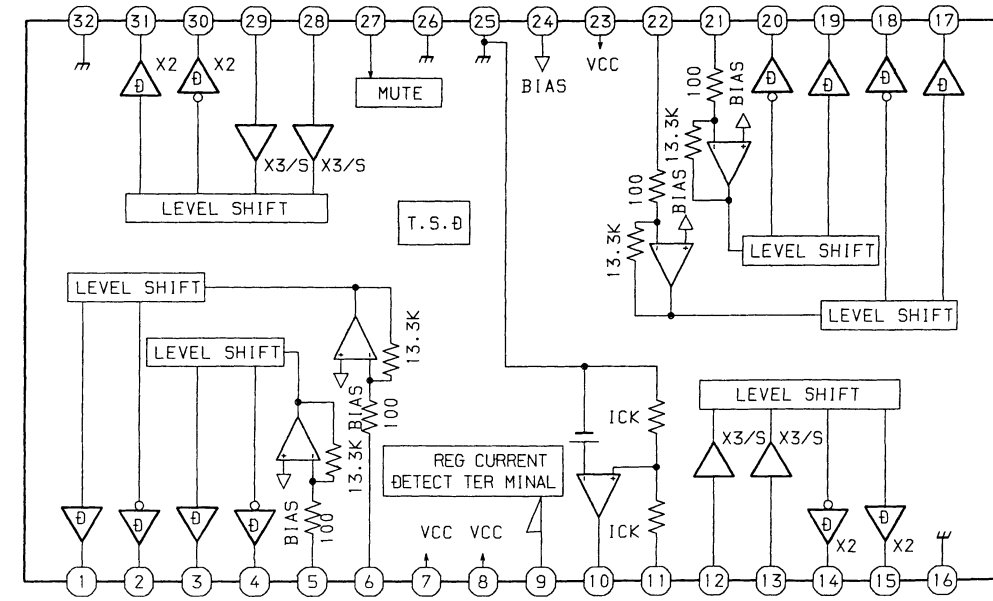 32 31 30 29 28 27 26 25 24 23 22 21 20 19 18 17
Đ X2 Đ X2
MUTE
BIAS
VCC
100
BIAS
Đ
Đ
13.3K
X3/S X3/S
LEVEL SHIFT
T.S.Đ
100
BIAS
13.3K
LEVEL SHIFT
LEVEL SHIFT
LEVEL SHIFT
13.3K
LEVEL SHIFT
BIAS
100
13.3K
BIAS
100
REG CURRENT
ĐETECT TER MINAL
VCC VCC
ICK
ICK
LEVEL SHIFT
X3/S X3/S
Đ Đ Đ
Đ X2 Đ X2
1 2 3 4 5 6 7 8 9 10 11 12 13 14 15 16